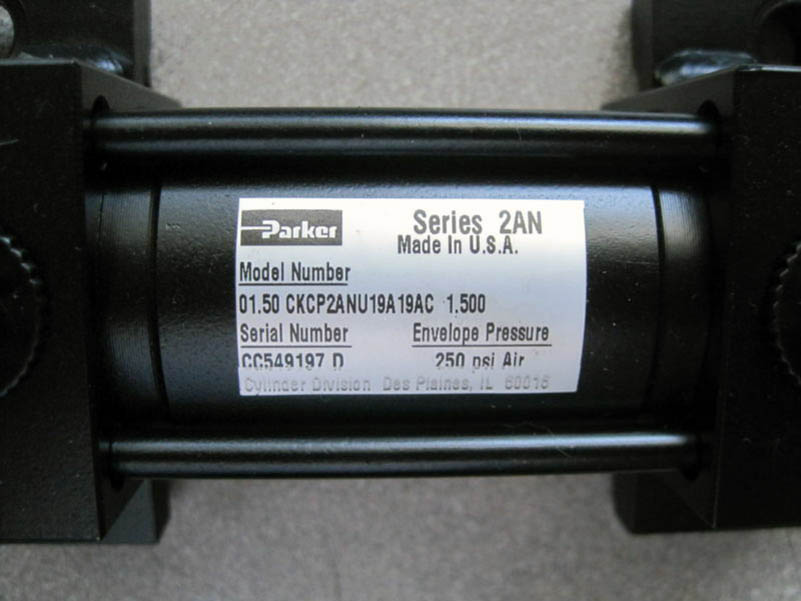 Parker
Series 2AN
Made In U.S.A.
Model Number
01.50 CKCP2ANU19A19AC 1.500
Serial Number Envelope Pressure
CC549197 D 250 psi Air
Cylinder Division Des Plaines, IL 60016